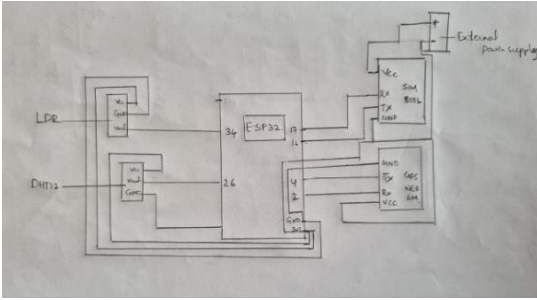 +
-
External
power supply
Vcc
SIM
800L
Rx
Tx
GND
LDR
Vcc
GND
Vout
34
ESP32
17
16
DHT22
Vcc
Vout
GND
26
4
2
GND
GND
Tx
GPS
NEO
6M
Rx
VCC